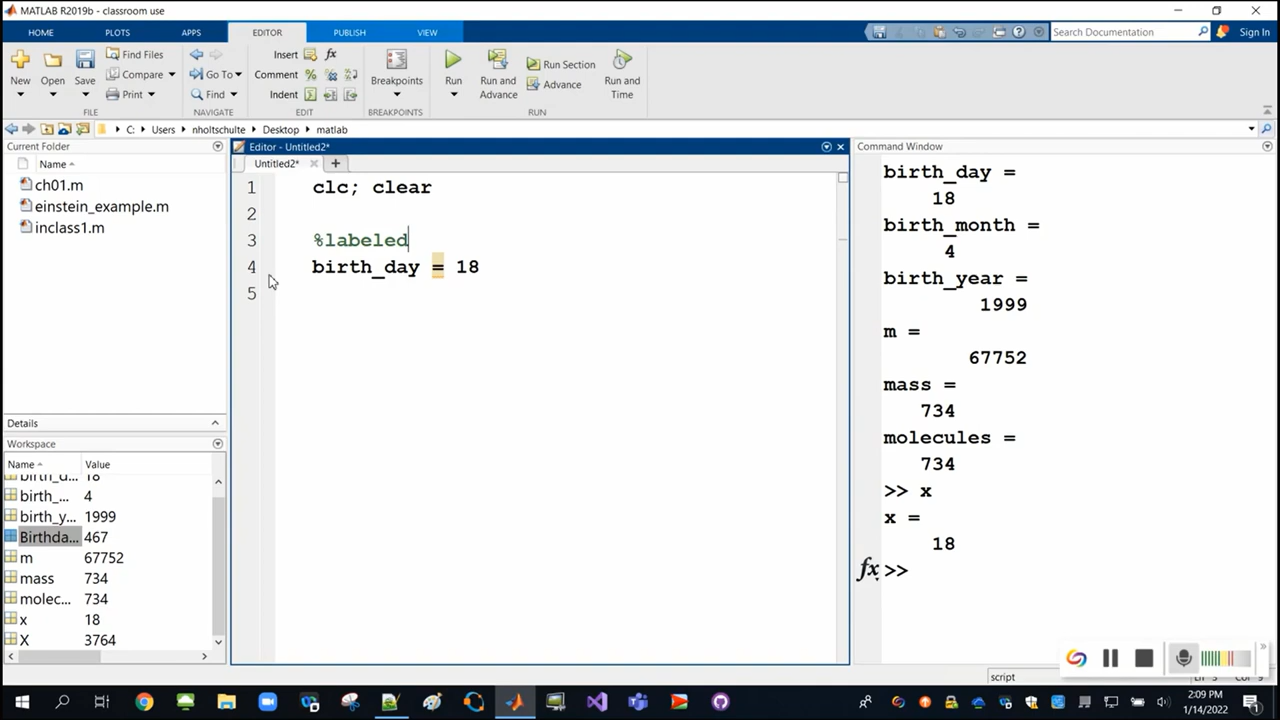 MATLAB R2019b - classroom use
HOME PLOTS APPS EDITOR PUBLISH VIEW
Search Documentation
Sign In
New
Open
Save
Find Files
Compare
Print
FILE
Go To
Find
NAVIGATE
Insert fx
Comment
Indent
EDIT
Breakpoints
BREAKPOINTS
Run
Run and Advance
Run Section
Advance
Run and Time
RUN
C: Users nholtschulte Desktop matlab
Current Folder
Name
ch01.m
einstein_example.m
inclass1.m
Details
Workspace
Name Value
birth_d... 18
birth_... 4
birth_y... 1999
Birthda... 467
m 67752
mass 734
molec... 734
x 18
X 3764
Editor - Untitled2*
Untitled2* +
1 clc; clear
2
3 %labeled
4 birth_day = 18
5
Command Window
birth_day =
18
birth_month =
4
birth_year =
1999
m =
67752
mass =
734
molecules =
734
>> x
x =
18
fx >>
script
2:09 PM
1/14/2022